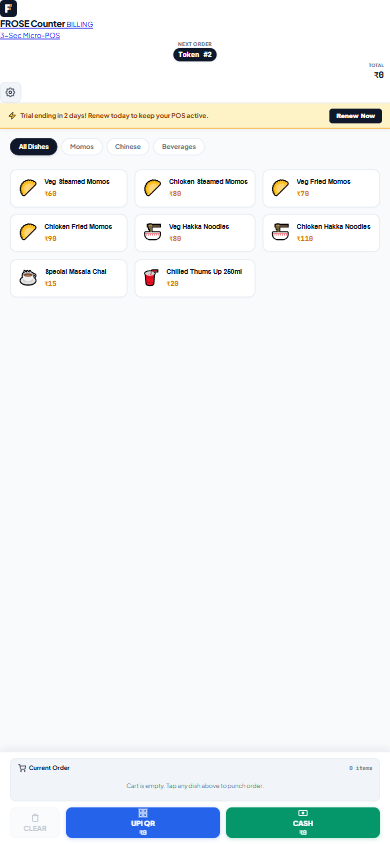 F
FROSE Counter BILLING
3-Sec Micro-POS
NEXT ORDER
Token #2
TOTAL
₹0
Trial ending in 2 days! Renew today to keep your POS active.
Renew Now
All Dishes
Momos
Chinese
Beverages
Veg Steamed Momos
₹60
Chicken Steamed Momos
₹80
Veg Fried Momos
₹70
Chicken Fried Momos
₹90
Veg Hakka Noodles
₹80
Chicken Hakka Noodles
₹110
Special Masala Chai
₹15
Chilled Thums Up 250ml
₹20
Current Order
0 items
Cart is empty. Tap any dish above to punch order.
CLEAR
UPI QR
₹0
CASH
₹0